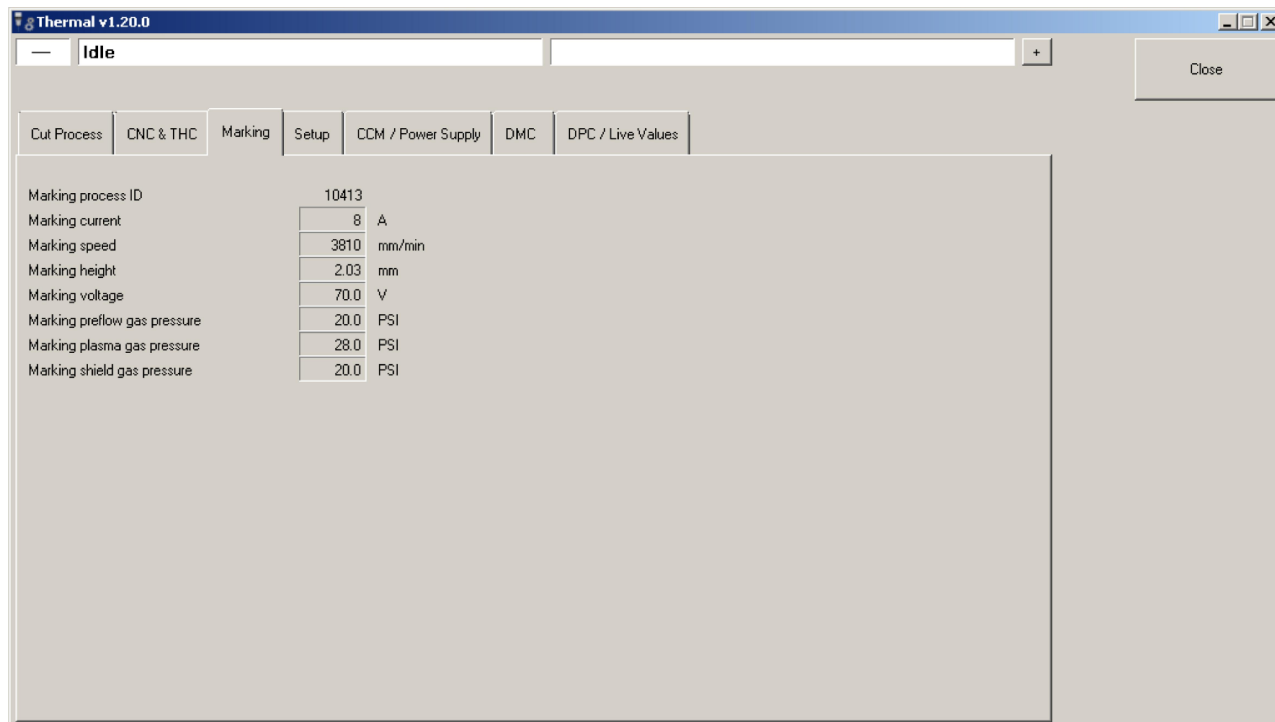 Thermal v1.20.0
— Idle +
Close
Cut Process CNC & THC Marking Setup CCM / Power Supply DMC DPC / Live Values
Marking process ID 10413
Marking current 8 A
Marking speed 3810 mm/min
Marking height 2.03 mm
Marking voltage 70.0 V
Marking preflow gas pressure 20.0 PSI
Marking plasma gas pressure 28.0 PSI
Marking shield gas pressure 20.0 PSI